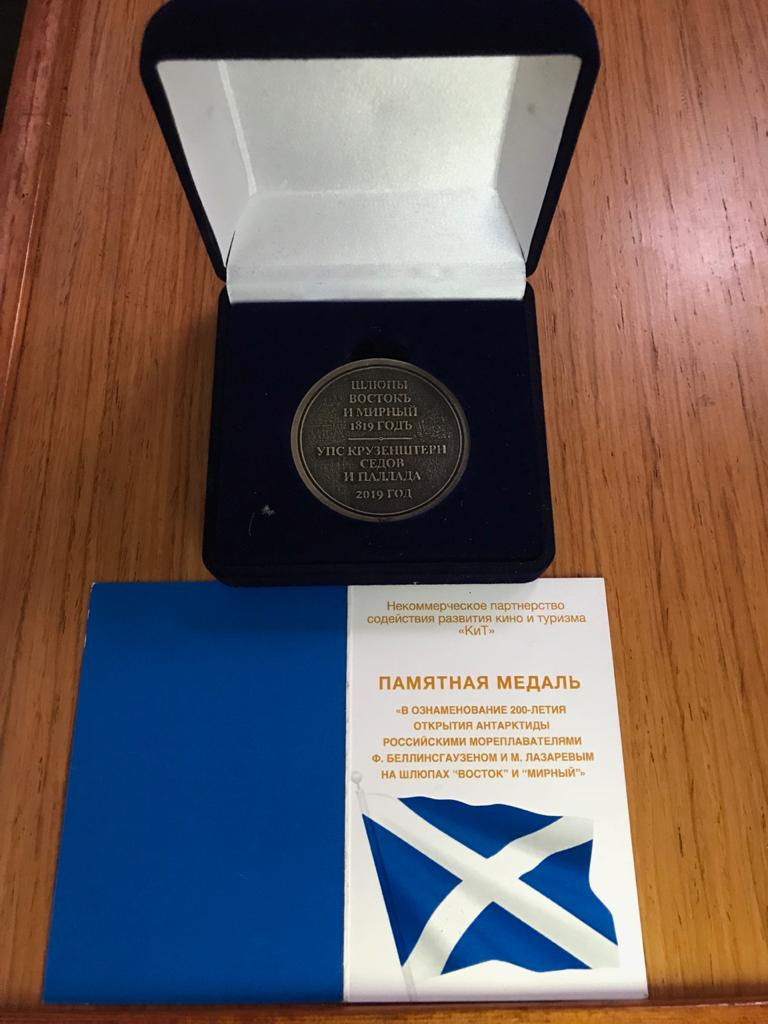 ШЛЮПЫ
ВОСТОКЪ
И МИРНЫЙ
1819 ГОДЪ
УПС КРУЗЕНШТЕРН
СЕДОВ
И ПАЛЛАДА
2019 ГОД
Некоммерческое партнерство
содействия развития кино и туризма
«КиТ»
ПАМЯТНАЯ МЕДАЛЬ
«В ОЗНАМЕНОВАНИЕ 200-ЛЕТИЯ
ОТКРЫТИЯ АНТАРКТИДЫ
РОССИЙСКИМИ МОРЕПЛАВАТЕЛЯМИ
Ф. БЕЛЛИНСГАУЗЕНОМ И М. ЛАЗАРЕВЫМ
НА ШЛЮПАХ "ВОСТОК" И "МИРНЫЙ"»